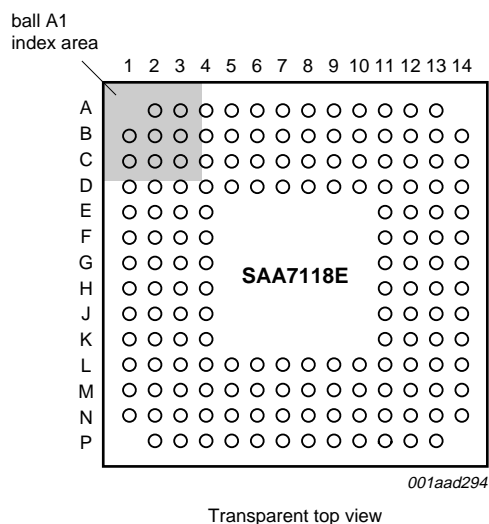 ball A1
index area
1 2 3 4 5 6 7 8 9 10 11 12 13 14
A
B
C
D
E
F
G
H
J
K
L
M
N
P
SAA7118E
001aad294
Transparent top view